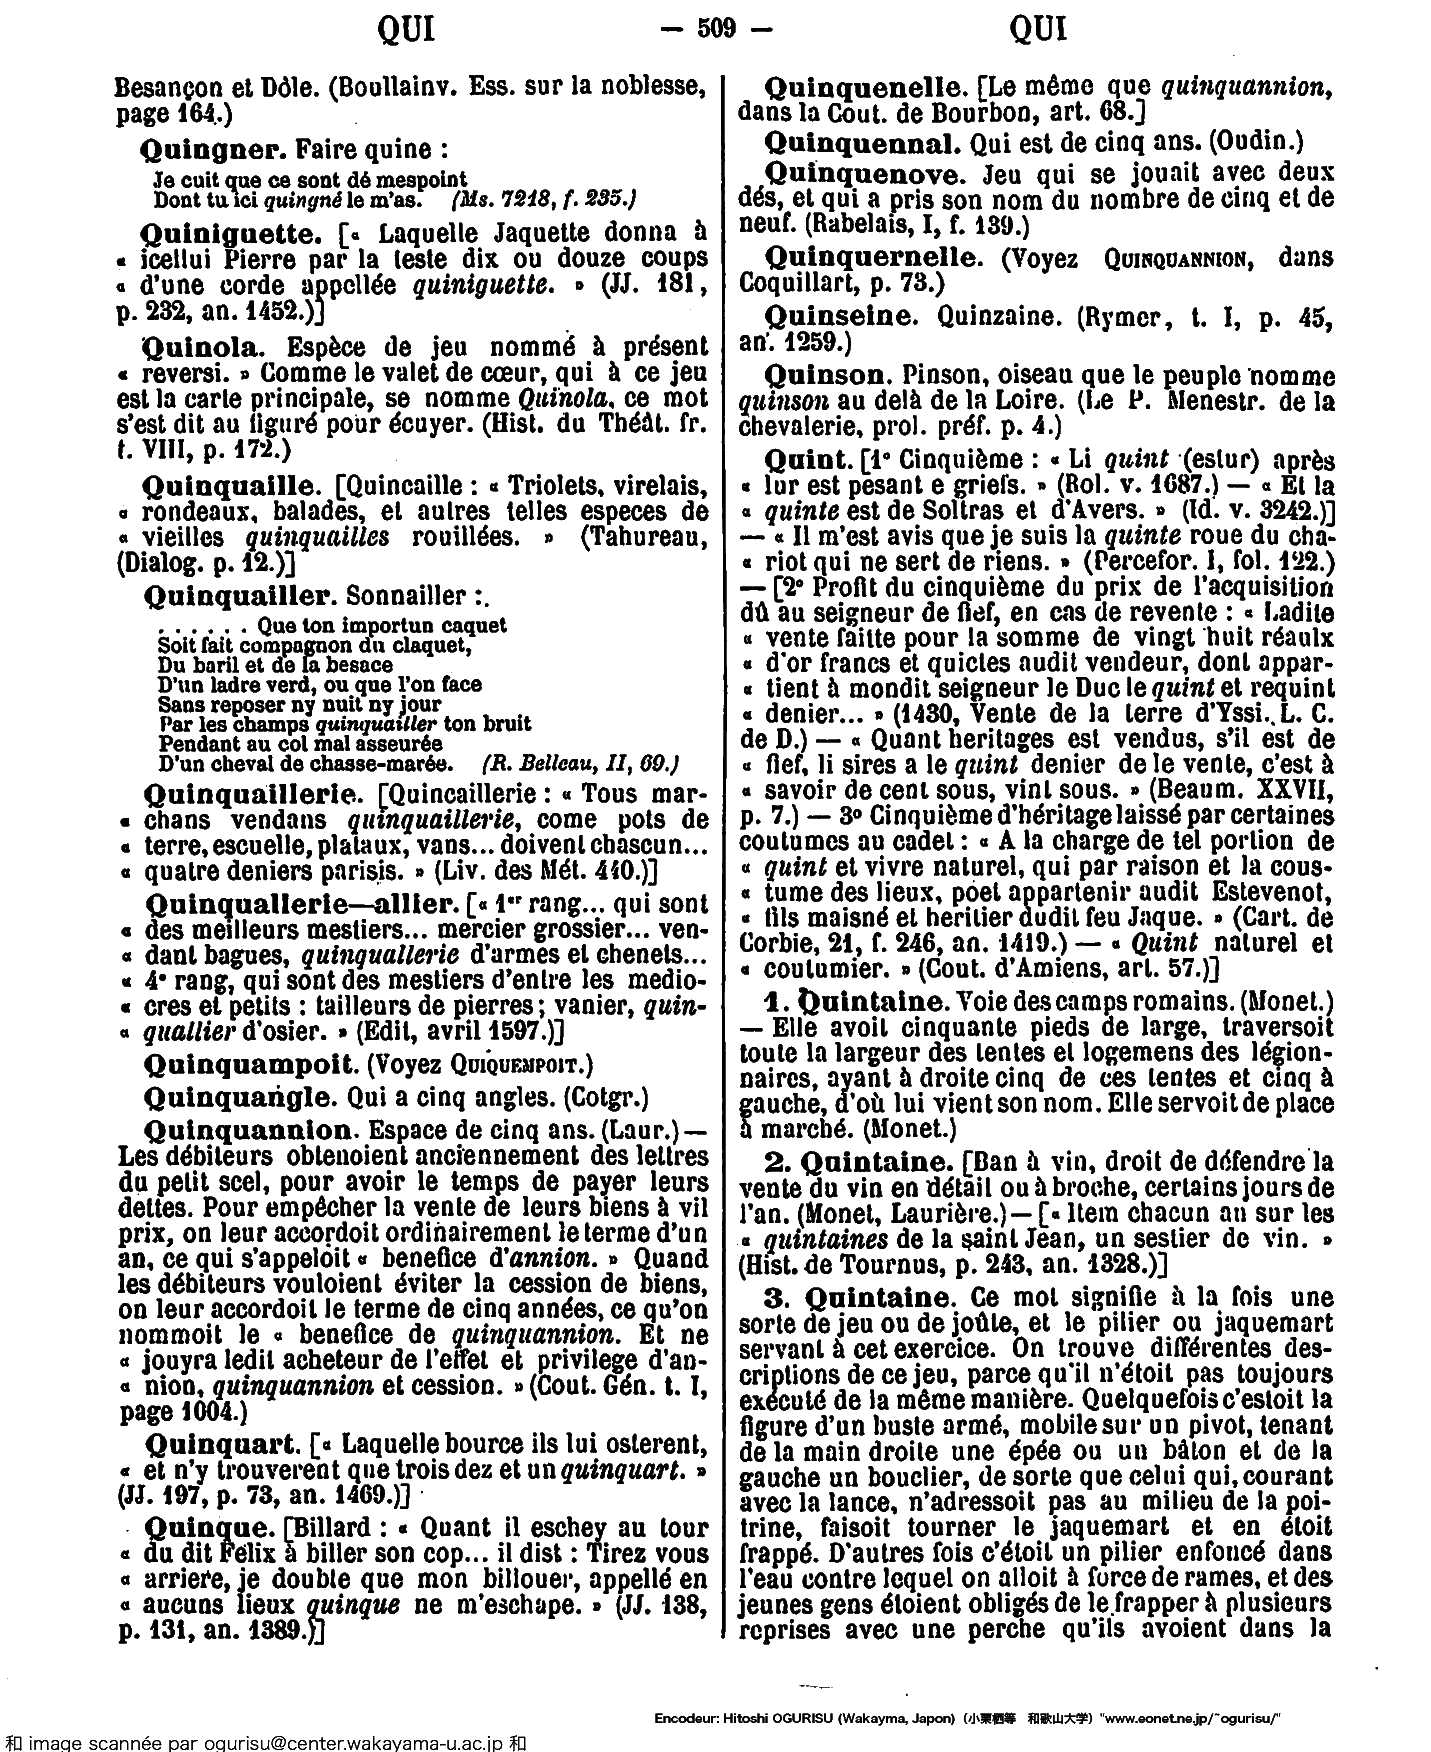 QUI — 509 — QUI
Besançon et Dôle. (Boullainv. Ess. sur la noblesse,
page 164.)
Quingner. Faire quine :
Je cuit que ce sont dé mespoint
Dont tu ici quingné le m'as. (Ms. 7218, f. 235.)
Quiniguette. [« Laquelle Jaquette donna à
« icellui Pierre par la teste dix ou douze coups
« d'une corde appellée quiniguette. » (JJ. 181,
p. 232, an. 1452.)]
Quinola. Espèce de jeu nommé à présent
« reversi. » Comme le valet de cœur, qui à ce jeu
est la carte principale, se nomme Quinola, ce mot
s'est dit au figuré pour écuyer. (Hist. du Théât. fr.
t. VIII, p. 172.)
Quinquaille. [Quincaille : « Triolets, virelais,
« rondeaux, balades, et autres telles especes de
« vieilles quinquailles rouillées. » (Tahureau,
(Dialog. p. 12.)]
Quinquailler. Sonnailler :
. . . . . . Que ton importun caquet
Soit fait compagnon du claquet,
Du baril et de la besace
D'un ladre verd, ou que l'on face
Sans reposer ny nuit ny jour
Par les champs quinquailler ton bruit
Pendant au col mal asseurée
D'un cheval de chasse-marée. (R. Belleau, II, 69.)
Quinquaillerie. [Quincaillerie : « Tous mar-
« chans vendans quinquaillerie, come pots de
« terre, escuelle, plataux, vans... doivent chascun...
« quatre deniers parisis. » (Liv. des Mét. 440.)]
Quinquallerie—allier. [« 1er rang... qui sont
« des meilleurs mestiers... mercier grossier... ven-
« dant bagues, quinquallerie d'armes et chenets...
« 4e rang, qui sont des mestiers d'entre les medio-
« cres et petits : tailleurs de pierres ; vanier, quin-
« quallier d'osier. » (Edit, avril 1597.)]
Quinquampoit. (Voyez QUIQUEMPOIT.)
Quinquangle. Qui a cinq angles. (Cotgr.)
Quinquannion. Espace de cinq ans. (Laur.) —
Les débiteurs obtenoient anciennement des lettres
du petit scel, pour avoir le temps de payer leurs
dettes. Pour empêcher la vente de leurs biens à vil
prix, on leur accordoit ordinairement le terme d'un
an, ce qui s'appeloit « benefice d'annion. » Quand
les débiteurs vouloient éviter la cession de biens,
on leur accordoit le terme de cinq années, ce qu'on
nommoit le « benefice de quinquannion. Et ne
« jouyra ledit acheteur de l'effet et privilege d'an-
« nion, quinquannion et cession. » (Cout. Gén. t. I,
page 1004.)
Quinquart. [« Laquelle bource ils lui osterent,
« et n'y trouverent que trois dez et un quinquart. »
(JJ. 197, p. 73, an. 1469.)]
Quinque. [Billard : « Quant il eschey au tour
« du dit Felix à biller son cop... il dist : Tirez vous
« arriere, je double que mon billouer, appellé en
« aucuns lieux quinque ne m'eschape. » (JJ. 138,
p. 131, an. 1389.)]
Quinquenelle. [Le même que quinquannion,
dans la Cout. de Bourbon, art. 68.]
Quinquennal. Qui est de cinq ans. (Oudin.)
Quinquenove. Jeu qui se jouait avec deux
dés, et qui a pris son nom du nombre de cinq et de
neuf. (Rabelais, I, f. 139.)
Quinquernelle. (Voyez QUINQUANNION, dans
Coquillart, p. 73.)
Quinseine. Quinzaine. (Rymer, t. I, p. 45,
an. 1259.)
Quinson. Pinson, oiseau que le peuple nomme
quinson au delà de la Loire. (Le P. Menestr. de la
chevalerie, prol. préf. p. 4.)
Quint. [1° Cinquième : « Li quint (estur) après
« lur est pesant e griefs. » (Rol. v. 1687.) — « Et la
« quinte est de Soltras et d'Avers. » (Id. v. 3242.)]
— « Il m'est avis que je suis la quinte roue du cha-
« riot qui ne sert de riens. » (Percefor. I, fol. 122.)
— [2° Profit du cinquième du prix de l'acquisition
dû au seigneur de fief, en cas de revente : « Ladite
« vente faitte pour la somme de vingt huit réaulx
« d'or francs et quictes audit vendeur, dont appar-
« tient à mondit seigneur le Duc le quint et requint
« denier... » (1430, Vente de la terre d'Yssi. L. C.
de D.) — « Quant heritages est vendus, s'il est de
« fief, li sires a le quint denier de le vente, c'est à
« savoir de cent sous, vint sous. » (Beaum. XXVII,
p. 7.) — 3° Cinquième d'héritage laissé par certaines
coutumes au cadet : « A la charge de tel portion de
« quint et vivre naturel, qui par raison et la cous-
« tume des lieux, poet appartenir audit Estevenot,
« fils maisné et heritier dudit feu Jaque. » (Cart. de
Corbie, 21, f. 246, an. 1419.) — « Quint naturel et
« coutumier. » (Cout. d'Amiens, art. 57.)]
1. Quintaine. Voie des camps romains. (Monet.)
— Elle avoit cinquante pieds de large, traversoit
toute la largeur des tentes et logemens des légion-
naires, ayant à droite cinq de ces tentes et cinq à
gauche, d'où lui vient son nom. Elle servoit de place
à marché. (Monet.)
2. Quintaine. [Ban à vin, droit de défendre la
vente du vin en détail ou à broche, certains jours de
l'an. (Monet, Laurière.) — [« Item chacun an sur les
« quintaines de la saint Jean, un sestier de vin. »
(Hist. de Tournus, p. 243, an. 1328.)]
3. Quintaine. Ce mot signifie à la fois une
sorte de jeu ou de joûte, et le pilier ou jaquemart
servant à cet exercice. On trouve différentes des-
criptions de ce jeu, parce qu'il n'étoit pas toujours
exécuté de la même manière. Quelquefois c'estoit la
figure d'un buste armé, mobile sur un pivot, tenant
de la main droite une épée ou un bâton et de la
gauche un bouclier, de sorte que celui qui, courant
avec la lance, n'adressoit pas au milieu de la poi-
trine, faisoit tourner le jaquemart et en étoit
frappé. D'autres fois c'étoit un pilier enfoncé dans
l'eau contre lequel on alloit à force de rames, et des
jeunes gens étoient obligés de le frapper à plusieurs
reprises avec une perche qu'ils avoient dans la
Encodeur: Hitoshi OGURISU (Wakayma, Japon) (小栗栖等 和歌山大学) "www.eonet.ne.jp/~ogurisu/"
和 image scannée par ogurisu@center.wakayama-u.ac.jp 和